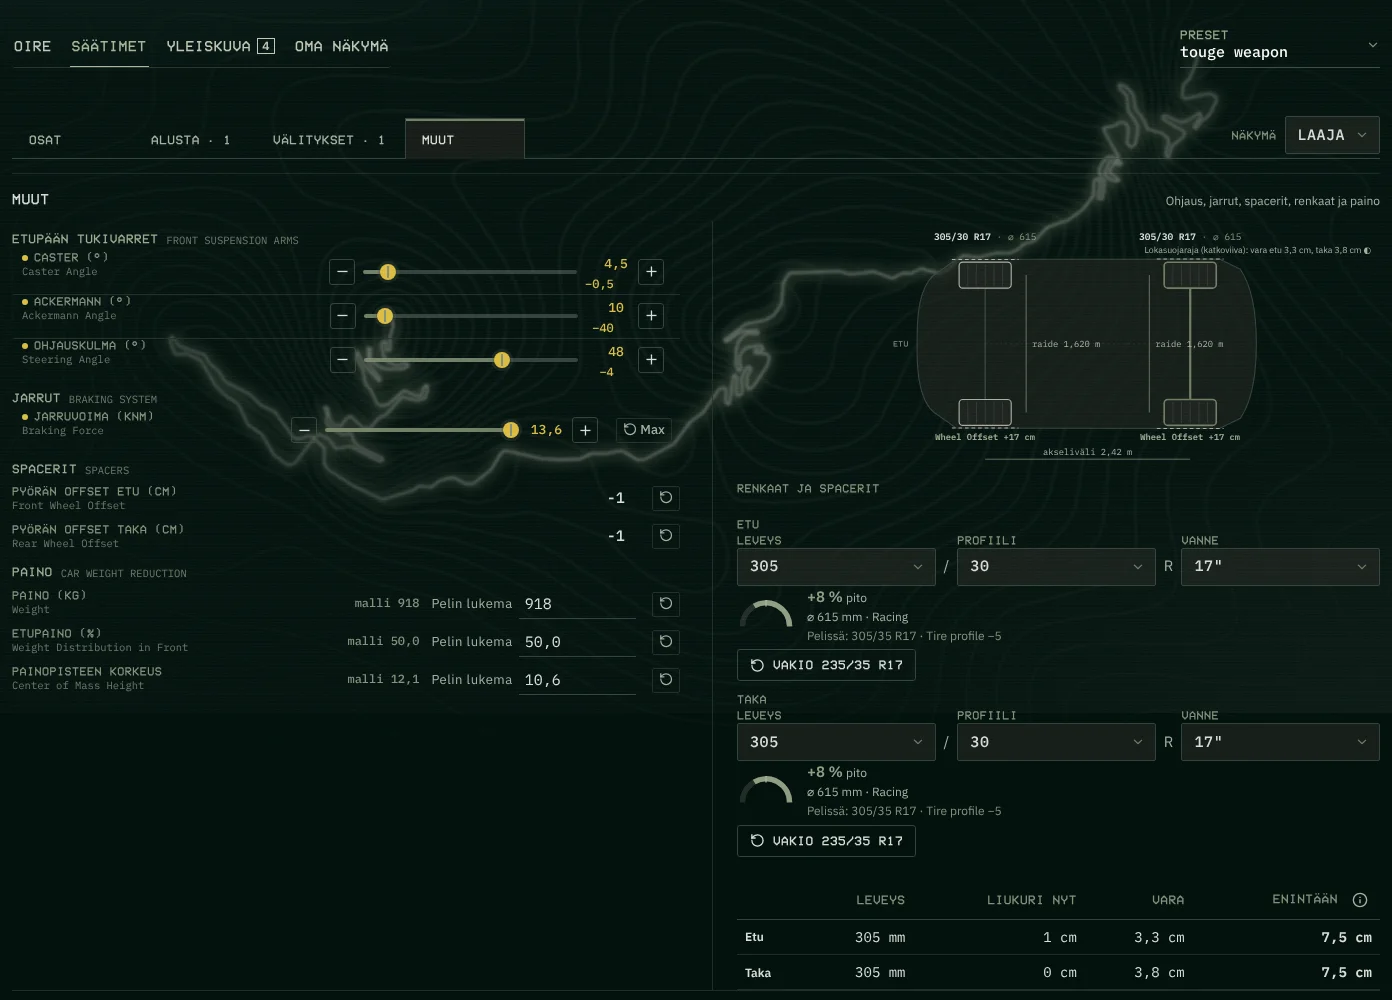 OIRE SÄÄTIMET YLEISKUVA 4 OMA NÄKYMÄ
PRESET
touge weapon
OSAT ALUSTA · 1 VÄLITYKSET · 1 MUUT
NÄKYMÄ LAAJA
MUUT
Ohjaus, jarrut, spacerit, renkaat ja paino
ETUPÄÄN TUKIVARRET FRONT SUSPENSION ARMS
CASTER (°)
Caster Angle
4,5
−0,5
ACKERMANN (°)
Ackermann Angle
10
−40
OHJAUSKULMA (°)
Steering Angle
48
−4
JARRUT BRAKING SYSTEM
JARRUVOIMA (KNM)
Braking Force
13,6
Max
SPACERIT SPACERS
PYÖRÄN OFFSET ETU (CM)
Front Wheel Offset
-1
PYÖRÄN OFFSET TAKA (CM)
Rear Wheel Offset
-1
PAINO CAR WEIGHT REDUCTION
PAINO (KG)
Weight
malli 918 Pelin lukema 918
ETUPAINO (%)
Weight Distribution in Front
malli 50,0 Pelin lukema 50,0
PAINOPISTEEN KORKEUS
Center of Mass Height
malli 12,1 Pelin lukema 10,6
305/30 R17 · ⌀ 615
305/30 R17 · ⌀ 615
Lokasuojaraja (katkoviiva): vara etu 3,3 cm, taka 3,8 cm
ETU
raide 1,620 m
raide 1,620 m
Wheel Offset +17 cm
Wheel Offset +17 cm
akseliväli 2,42 m
RENKAAT JA SPACERIT
ETU
LEVEYS PROFIILI VANNE
305 / 30 R 17"
+8 % pito
⌀ 615 mm · Racing
Pelissä: 305/35 R17 · Tire profile −5
VAKIO 235/35 R17
TAKA
LEVEYS PROFIILI VANNE
305 / 30 R 17"
+8 % pito
⌀ 615 mm · Racing
Pelissä: 305/35 R17 · Tire profile −5
VAKIO 235/35 R17
LEVEYS LIUKURI NYT VARA ENINTÄÄN
Etu 305 mm 1 cm 3,3 cm 7,5 cm
Taka 305 mm 0 cm 3,8 cm 7,5 cm